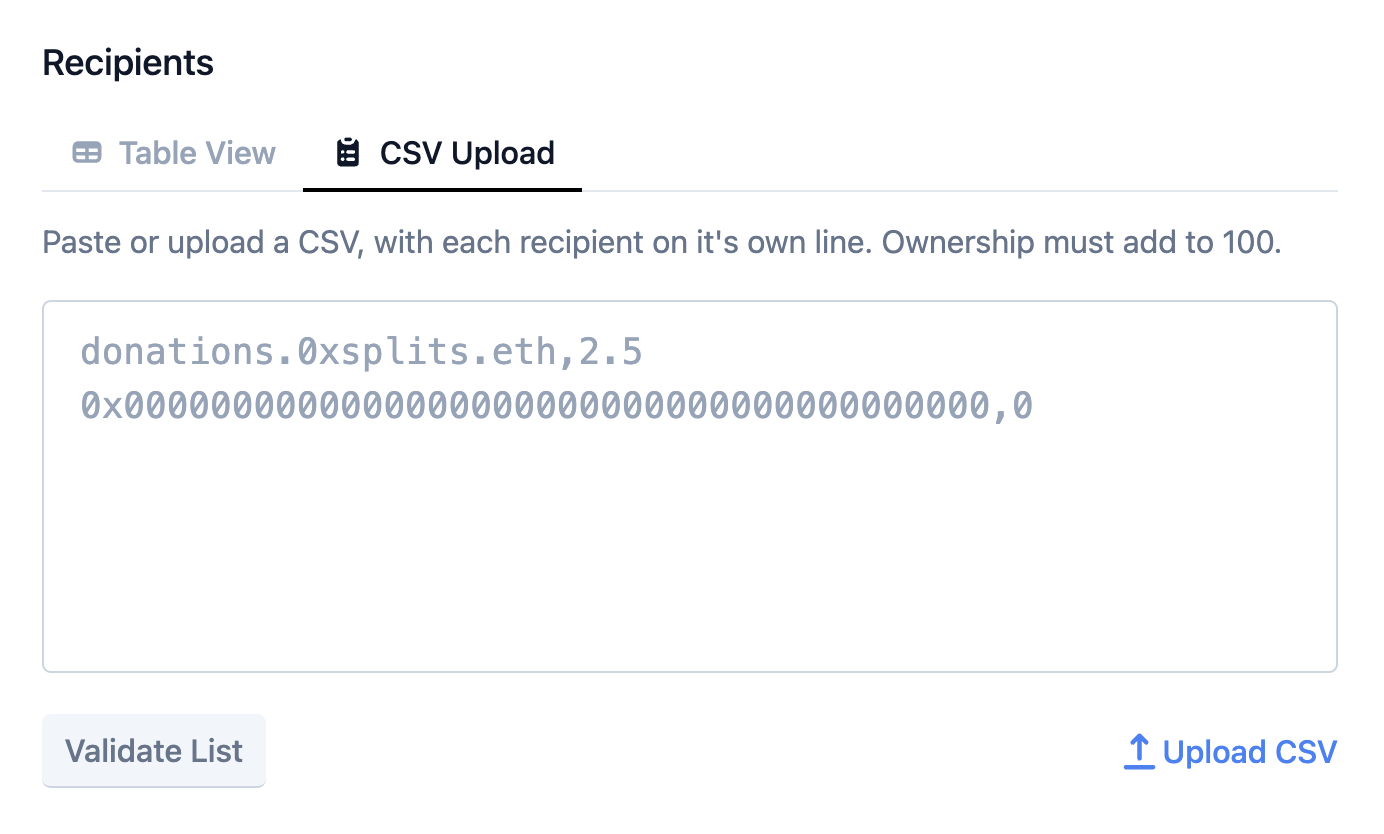 Recipients
Table View
CSV Upload
Paste or upload a CSV, with each recipient on it's own line. Ownership must add to 100.
donations.0xsplits.eth,2.5
0x0000000000000000000000000000000000000000,0
Validate List
Upload CSV